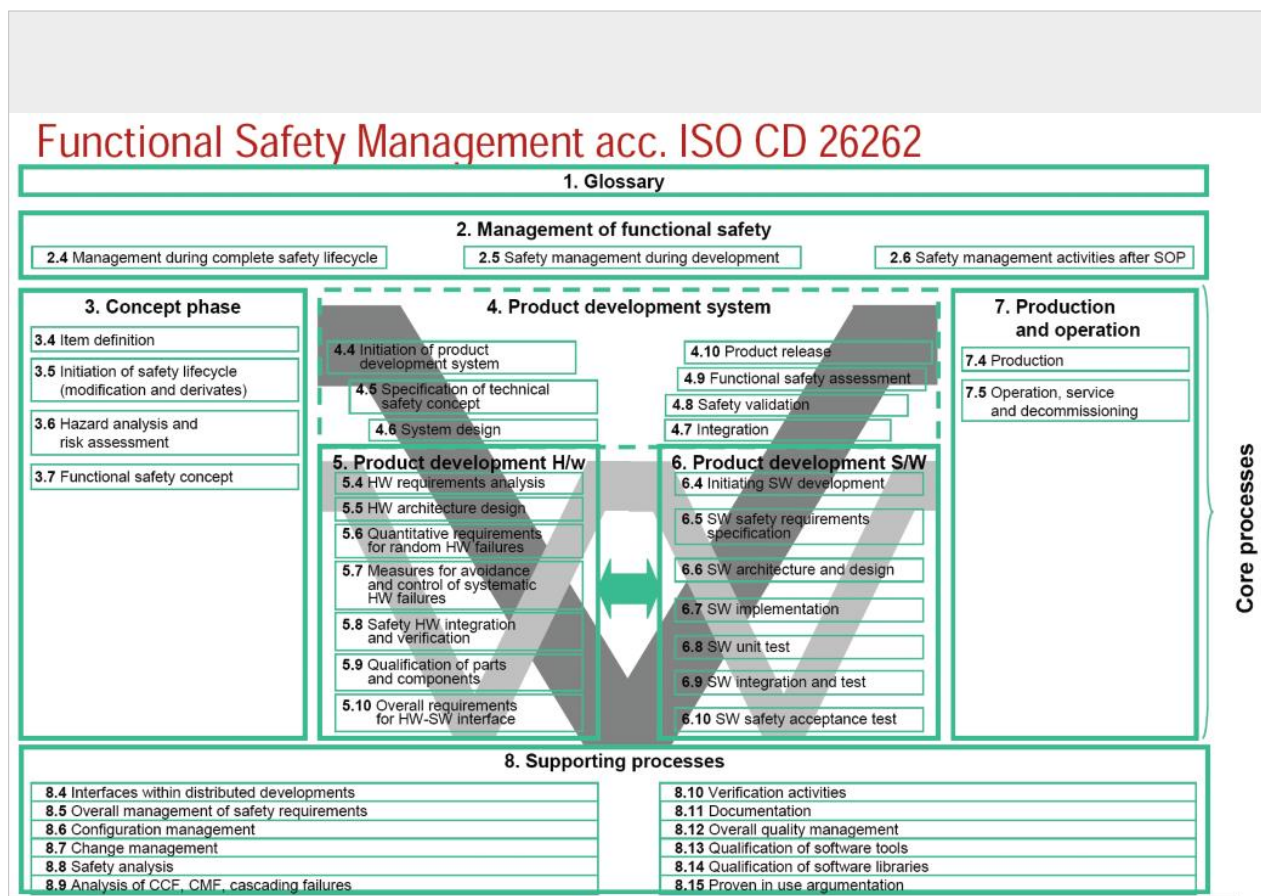 Functional Safety Management acc. ISO CD 26262
1. Glossary
2. Management of functional safety
2.4 Management during complete safety lifecycle
2.5 Safety management during development
2.6 Safety management activities after SOP
3. Concept phase
3.4 Item definition
3.5 Initiation of safety lifecycle
(modification and derivates)
3.6 Hazard analysis and
risk assessment
3.7 Functional safety concept
4. Product development system
4.4 Initiation of product
development system
4.5 Specification of technical
safety concept
4.6 System design
4.10 Product release
4.9 Functional safety assessment
4.8 Safety validation
4.7 Integration
5. Product development H/w
5.4 HW requirements analysis
5.5 HW architecture design
5.6 Quantitative requirements
for random HW failures
5.7 Measures for avoidance
and control of systematic
HW failures
5.8 Safety HW integration
and verification
5.9 Qualification of parts
and components
5.10 Overall requirements
for HW-SW interface
6. Product development S/W
6.4 Initiating SW development
6.5 SW safety requirements
specification
6.6 SW architecture and design
6.7 SW implementation
6.8 SW unit test
6.9 SW integration and test
6.10 SW safety acceptance test
7. Production
and operation
7.4 Production
7.5 Operation, service
and decommissioning
Core processes
8. Supporting processes
8.4 Interfaces within distributed developments
8.5 Overall management of safety requirements
8.6 Configuration management
8.7 Change management
8.8 Safety analysis
8.9 Analysis of CCF, CMF, cascading failures
8.10 Verification activities
8.11 Documentation
8.12 Overall quality management
8.13 Qualification of software tools
8.14 Qualification of software libraries
8.15 Proven in use argumentation